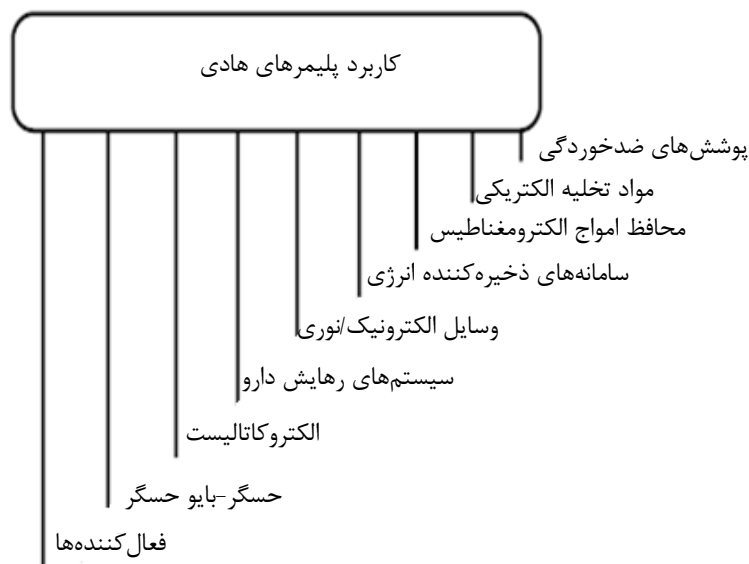 کاربرد پلیمرهای هادی
پوشش‌های ضدخوردگی
مواد تخلیه الکتریکی
محافظ امواج الکترومغناطیس
سامانه‌های ذخیره‌کننده انرژی
وسایل الکترونیک/نوری
سیستم‌های رهایش دارو
الکتروکاتالیست
حسگر-بایو حسگر
فعال‌کننده‌ها